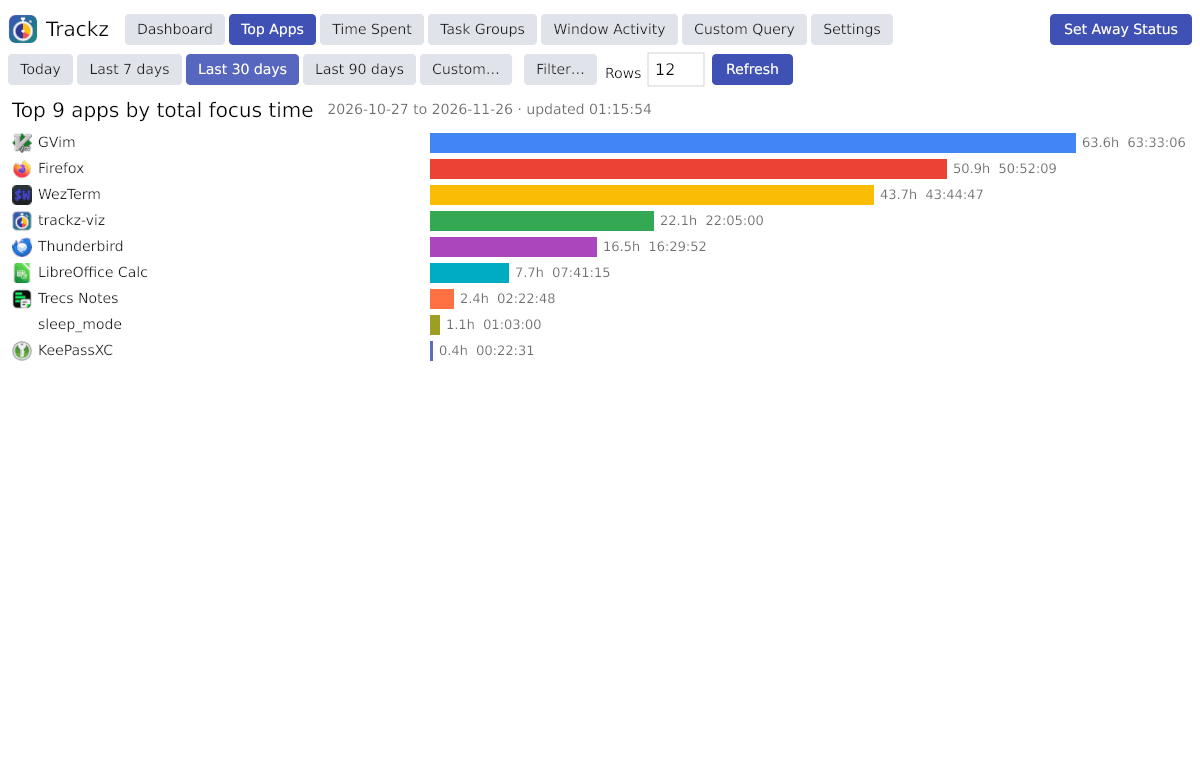 Trackz Dashboard Top Apps Time Spent Task Groups Window Activity Custom Query Settings Set Away Status
Today Last 7 days Last 30 days Last 90 days Custom... Filter... Rows 12 Refresh
Top 9 apps by total focus time 2026-10-27 to 2026-11-26 · updated 01:15:54
GVim 63.6h 63:33:06
Firefox 50.9h 50:52:09
WezTerm 43.7h 43:44:47
trackz-viz 22.1h 22:05:00
Thunderbird 16.5h 16:29:52
LibreOffice Calc 7.7h 07:41:15
Trecs Notes 2.4h 02:22:48
sleep_mode 1.1h 01:03:00
KeePassXC 0.4h 00:22:31